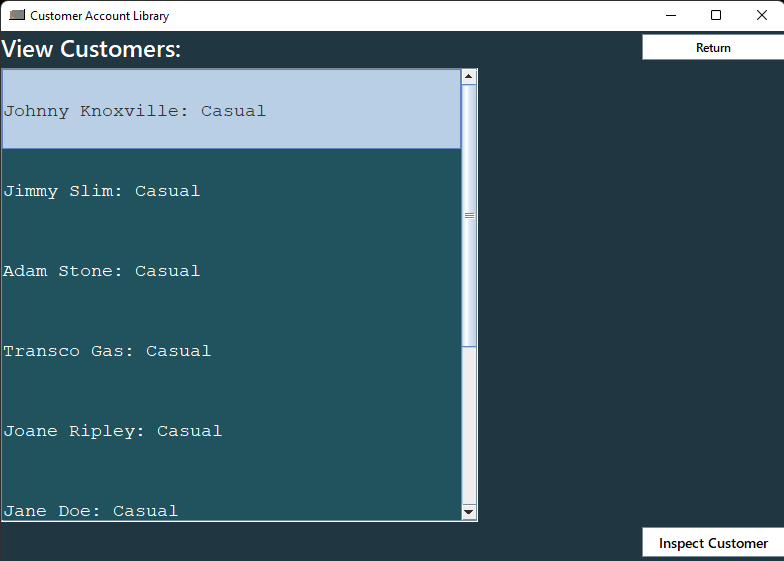 Customer Account Library
View Customers:
Return
Johnny Knoxville: Casual
Jimmy Slim: Casual
Adam Stone: Casual
Transco Gas: Casual
Joane Ripley: Casual
Jane Doe: Casual
Inspect Customer